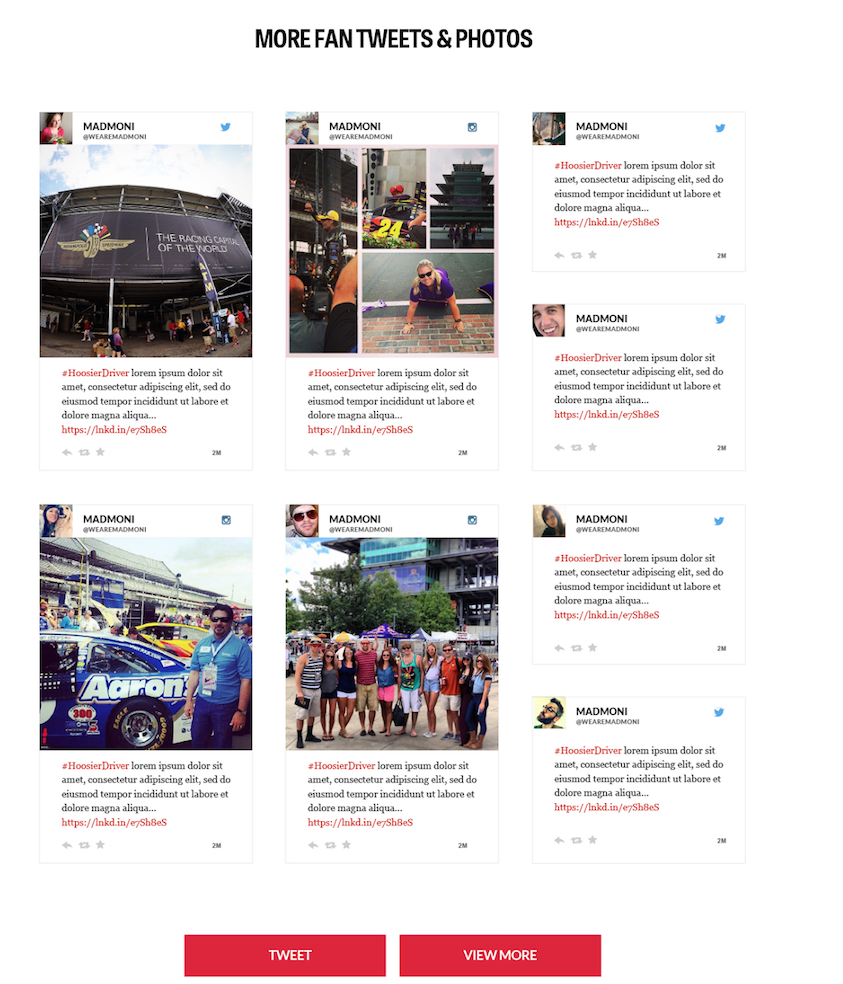 MORE FAN TWEETS & PHOTOS
MADMONI
@WEAREMADMONI
THE RACING CAPITAL
OF THE WORLD
#HoosierDriver lorem ipsum dolor sit
amet, consectetur adipiscing elit, sed do
eiusmod tempor incididunt ut labore et
dolore magna aliqua...
https://lnkd.in/e7Sh8eS
2M
MADMONI
@WEAREMADMONI
24
#HoosierDriver lorem ipsum dolor sit
amet, consectetur adipiscing elit, sed do
eiusmod tempor incididunt ut labore et
dolore magna aliqua...
https://lnkd.in/e7Sh8eS
2M
MADMONI
@WEAREMADMONI
#HoosierDriver lorem ipsum dolor sit
amet, consectetur adipiscing elit, sed do
eiusmod tempor incididunt ut labore et
dolore magna aliqua...
https://lnkd.in/e7Sh8eS
2M
MADMONI
@WEAREMADMONI
#HoosierDriver lorem ipsum dolor sit
amet, consectetur adipiscing elit, sed do
eiusmod tempor incididunt ut labore et
dolore magna aliqua...
https://lnkd.in/e7Sh8eS
2M
MADMONI
@WEAREMADMONI
Aaron's
300
EAGLE
#HoosierDriver lorem ipsum dolor sit
amet, consectetur adipiscing elit, sed do
eiusmod tempor incididunt ut labore et
dolore magna aliqua...
https://lnkd.in/e7Sh8eS
2M
MADMONI
@WEAREMADMONI
#HoosierDriver lorem ipsum dolor sit
amet, consectetur adipiscing elit, sed do
eiusmod tempor incididunt ut labore et
dolore magna aliqua...
https://lnkd.in/e7Sh8eS
2M
MADMONI
@WEAREMADMONI
#HoosierDriver lorem ipsum dolor sit
amet, consectetur adipiscing elit, sed do
eiusmod tempor incididunt ut labore et
dolore magna aliqua...
https://lnkd.in/e7Sh8eS
2M
MADMONI
@WEAREMADMONI
#HoosierDriver lorem ipsum dolor sit
amet, consectetur adipiscing elit, sed do
eiusmod tempor incididunt ut labore et
dolore magna aliqua...
https://lnkd.in/e7Sh8eS
2M
TWEET
VIEW MORE